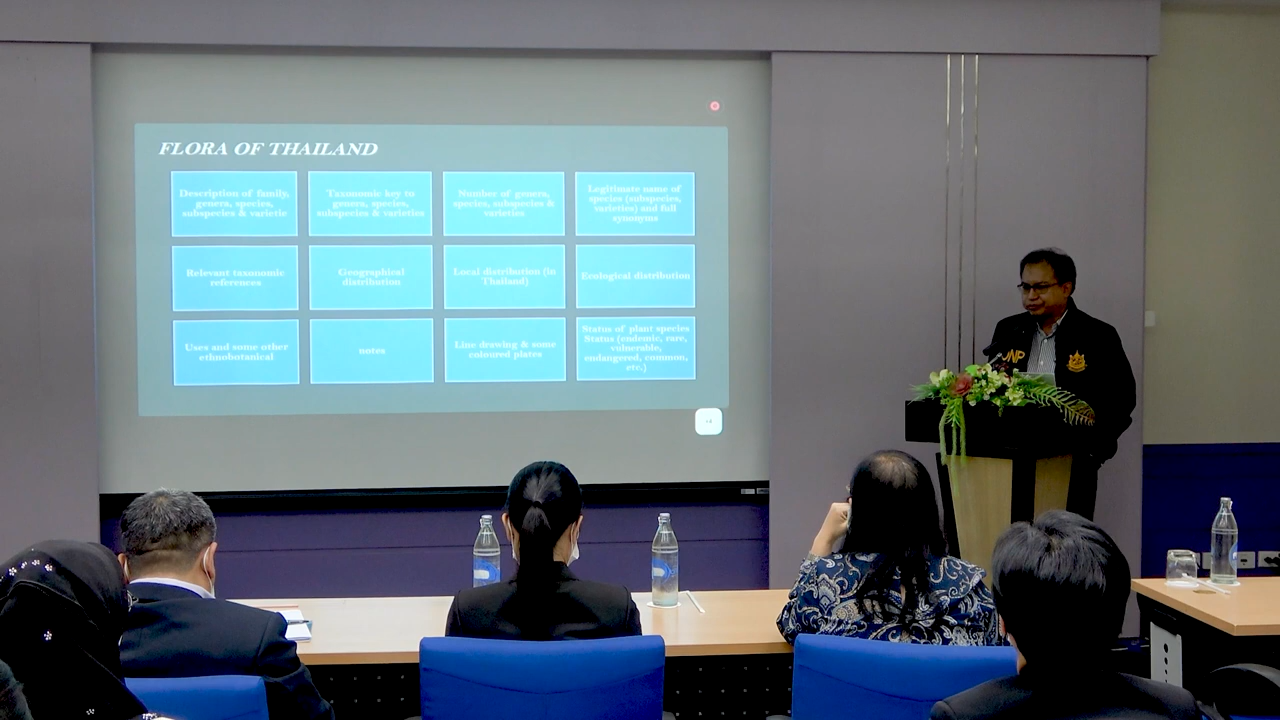 FLORA OF THAILAND
Description of family,
genera, species,
subspecies & varietie
Taxonomic key to
genera, species,
subspecies & varieties
Number of genera,
species, subspecies &
varieties
Legitimate name of
species (subspecies,
varieties) and full
synonyms
Relevant taxonomic
references
Geographical
distribution
Local distribution (in
Thailand)
Ecological distribution
Uses and some other
ethnobotanical
notes
Line drawing & some
coloured plates
Status of plant species
Status (endemic, rare,
vulnerable,
endangered, common,
etc.)